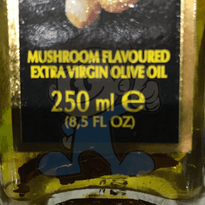 MUSHROOM FLAVOURED
EXTRA VIRGIN OLIVE OIL
250 ml e
(8,5 FL OZ)